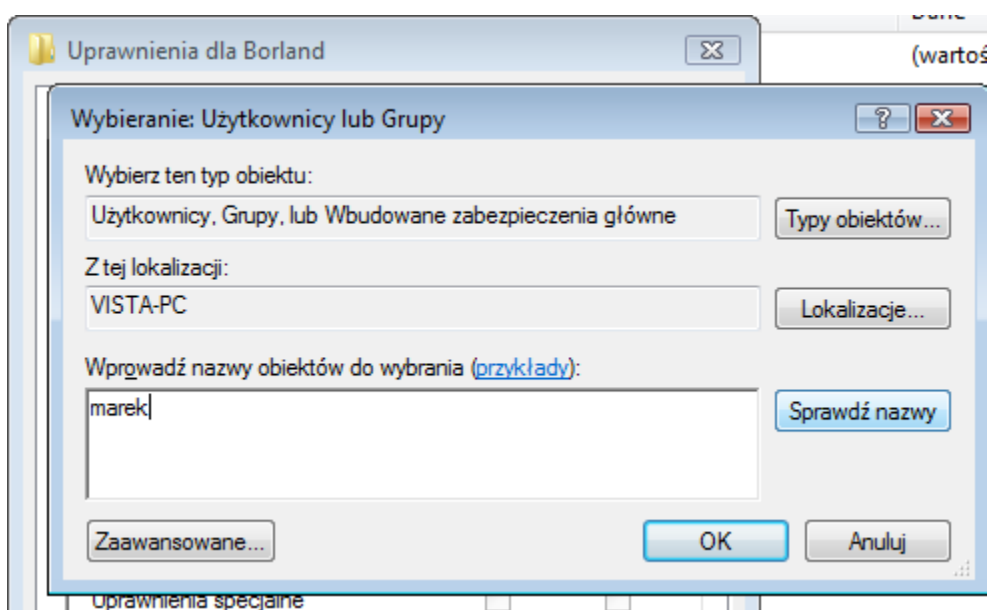 Dane
Uprawnienia dla Borland
(wartoś
Wybieranie: Użytkownicy lub Grupy
Wybierz ten typ obiektu:
Użytkownicy, Grupy, lub Wbudowane zabezpieczenia główne
Typy obiektów...
Z tej lokalizacji:
VISTA-PC
Lokalizacje...
Wprowadź nazwy obiektów do wybrania (przykłady):
marek
Sprawdź nazwy
Zaawansowane...
OK
Anuluj
Uprawnienia specjalne